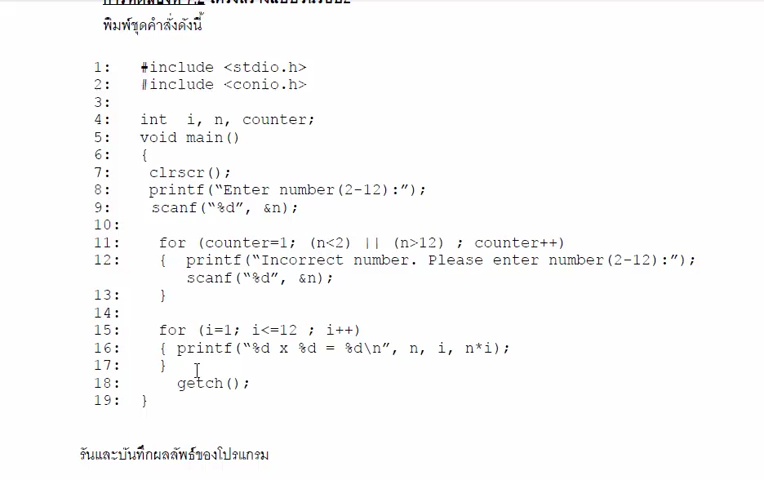 พิมพ์ชุดคำสั่งดังนี้
1: #include <stdio.h>
2: #include <conio.h>
3:
4: int i, n, counter;
5: void main()
6: {
7: clrscr();
8: printf(“Enter number(2-12):”);
9: scanf(“%d”, &n);
10:
11: for (counter=1; (n<2) || (n>12) ; counter++)
12: { printf(“Incorrect number. Please enter number(2-12):”);
scanf(“%d”, &n);
13: }
14:
15: for (i=1; i<=12 ; i++)
16: { printf(“%d x %d = %d\n”, n, i, n*i);
17: }
18: getch();
19: }
รันและบันทึกผลลัพธ์ของโปรแกรม